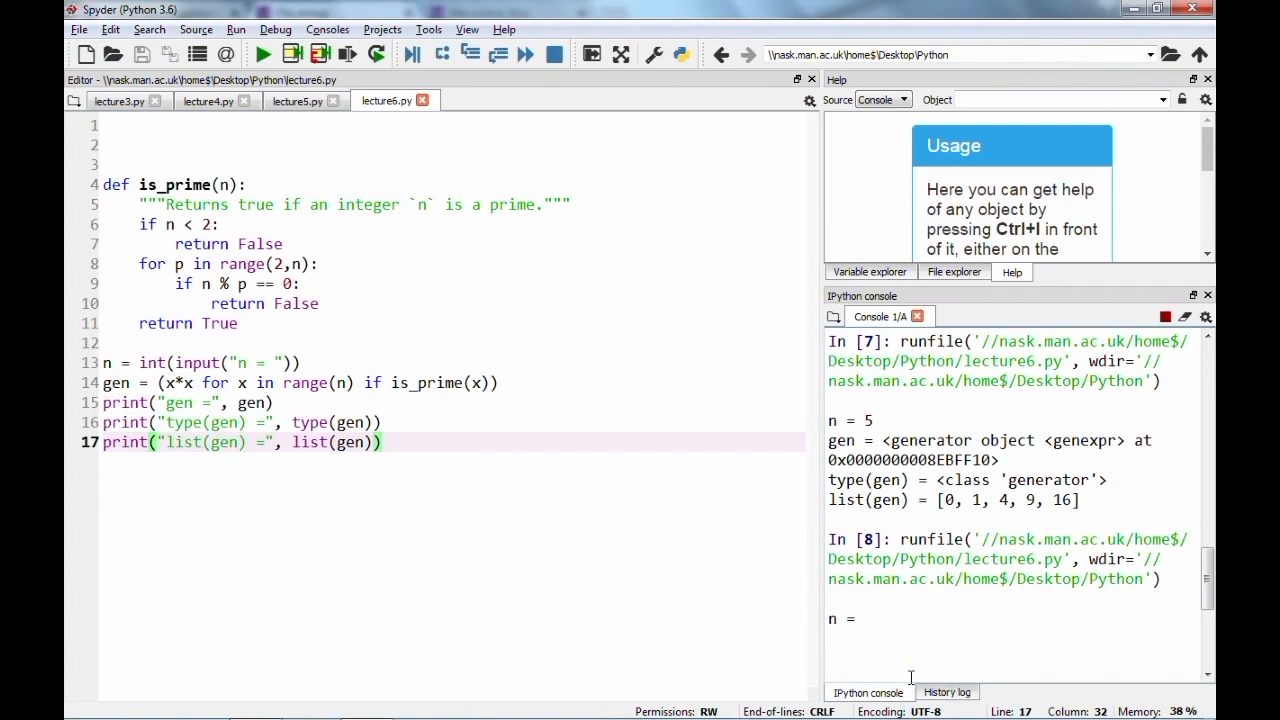 Spyder (Python 3.6)
File Edit Search Source Run Debug Consoles Projects Tools View Help
\\nask.man.ac.uk\home$\Desktop\Python
Editor - \\nask.man.ac.uk\home$\Desktop\Python\lecture6.py
lecture3.py lecture4.py lecture5.py lecture6.py
1
2
3
4 def is_prime(n):
5     """Returns true if an integer `n` is a prime."""
6     if n < 2:
7         return False
8     for p in range(2,n):
9         if n % p == 0:
10             return False
11     return True
12
13 n = int(input("n = "))
14 gen = (x*x for x in range(n) if is_prime(x))
15 print("gen =", gen)
16 print("type(gen) =", type(gen))
17 print("list(gen) =", list(gen))
Help
Source Console Object
Usage
Here you can get help
of any object by
pressing Ctrl+I in front
of it, either on the
Variable explorer File explorer Help
IPython console
Console 1/A
In [7]: runfile('//nask.man.ac.uk/home$/
Desktop/Python/lecture6.py', wdir='//
nask.man.ac.uk/home$/Desktop/Python')
n = 5
gen = <generator object <genexpr> at
0x0000000008EBFF10>
type(gen) = <class 'generator'>
list(gen) = [0, 1, 4, 9, 16]
In [8]: runfile('//nask.man.ac.uk/home$/
Desktop/Python/lecture6.py', wdir='//
nask.man.ac.uk/home$/Desktop/Python')
n =
IPython console History log
Permissions: RW End-of-lines: CRLF Encoding: UTF-8 Line: 17 Column: 32 Memory: 38 %